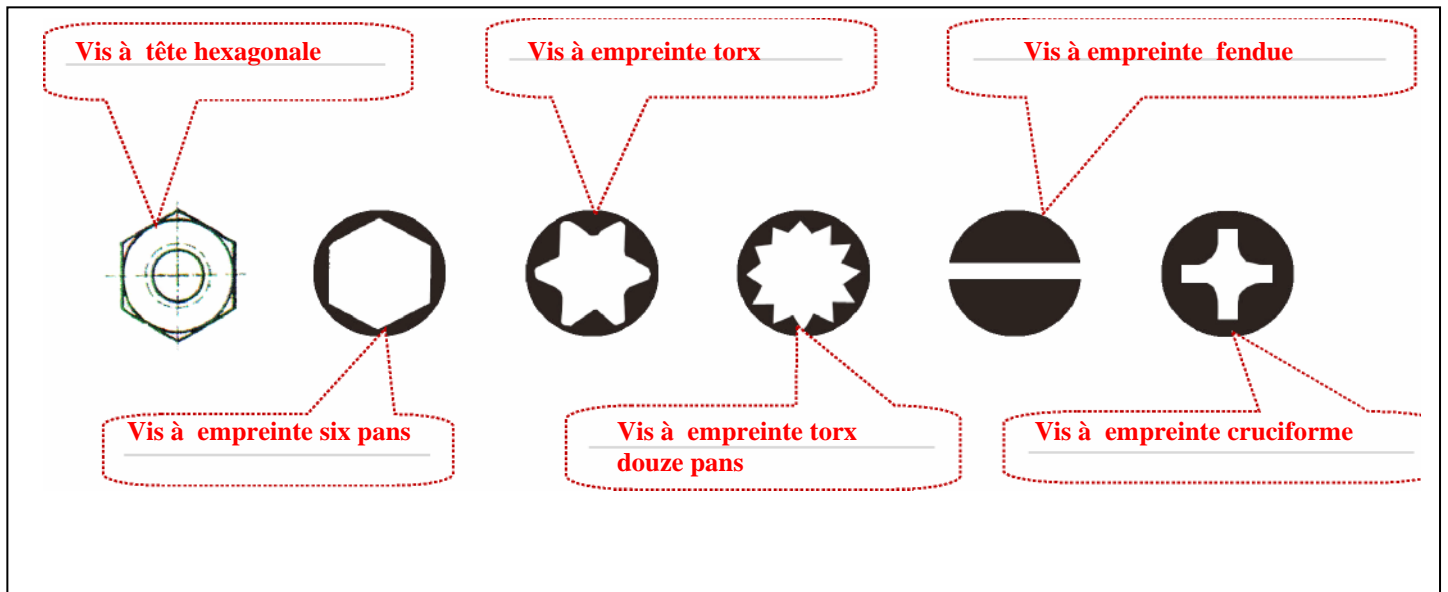 Vis à tête hexagonale
Vis à empreinte torx
Vis à empreinte fendue
Vis à empreinte six pans
Vis à empreinte torx
douze pans
Vis à empreinte cruciforme